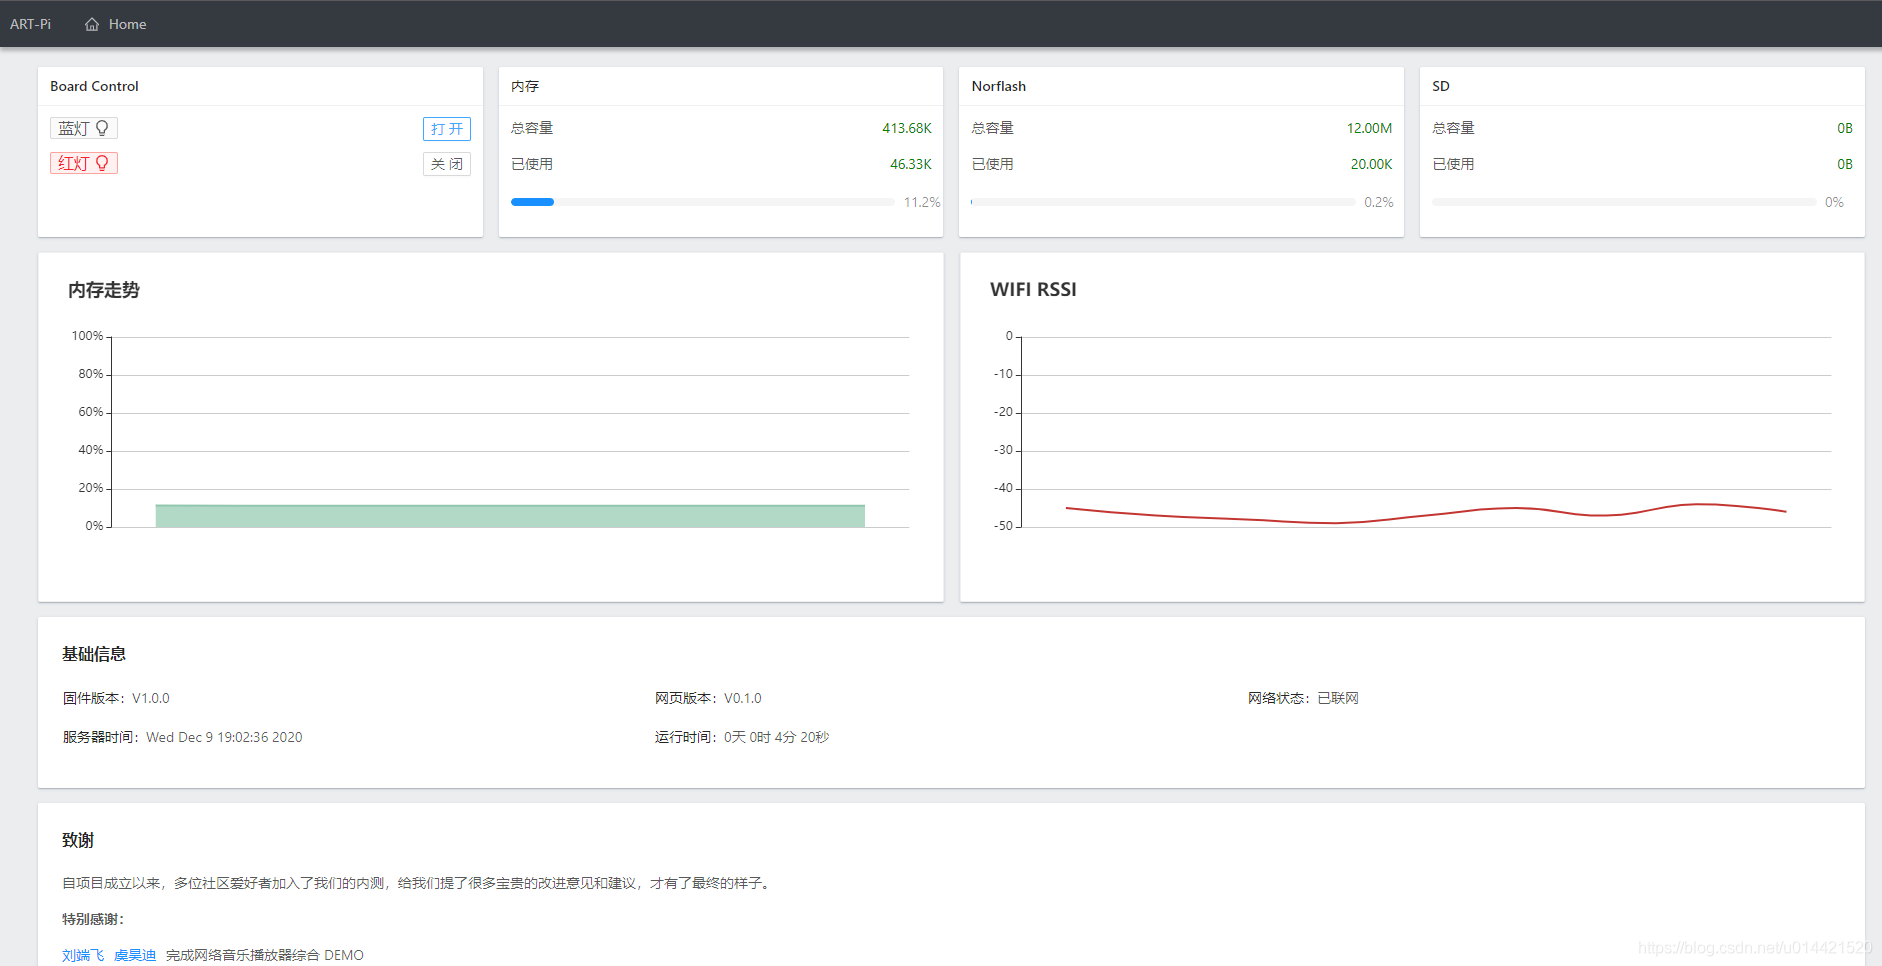 ART-Pi Home
Board Control
蓝灯 打 开
红灯 关 闭
内存
总容量 413.68K
已使用 46.33K
11.2%
Norflash
总容量 12.00M
已使用 20.00K
0.2%
SD
总容量 0B
已使用 0B
0%
内存走势
100%
80%
60%
40%
20%
0%
WIFI RSSI
0
-10
-20
-30
-40
-50
基础信息
固件版本：V1.0.0 网页版本：V0.1.0 网络状态：已联网
服务器时间：Wed Dec 9 19:02:36 2020 运行时间：0天 0时 4分 20秒
致谢
自项目成立以来，多位社区爱好者加入了我们的内测，给我们提了很多宝贵的改进意见和建议，才有了最终的样子。
特别感谢：
刘端飞 虞昊迪 完成网络音乐播放器综合 DEMO
https://blog.csdn.net/u014421520